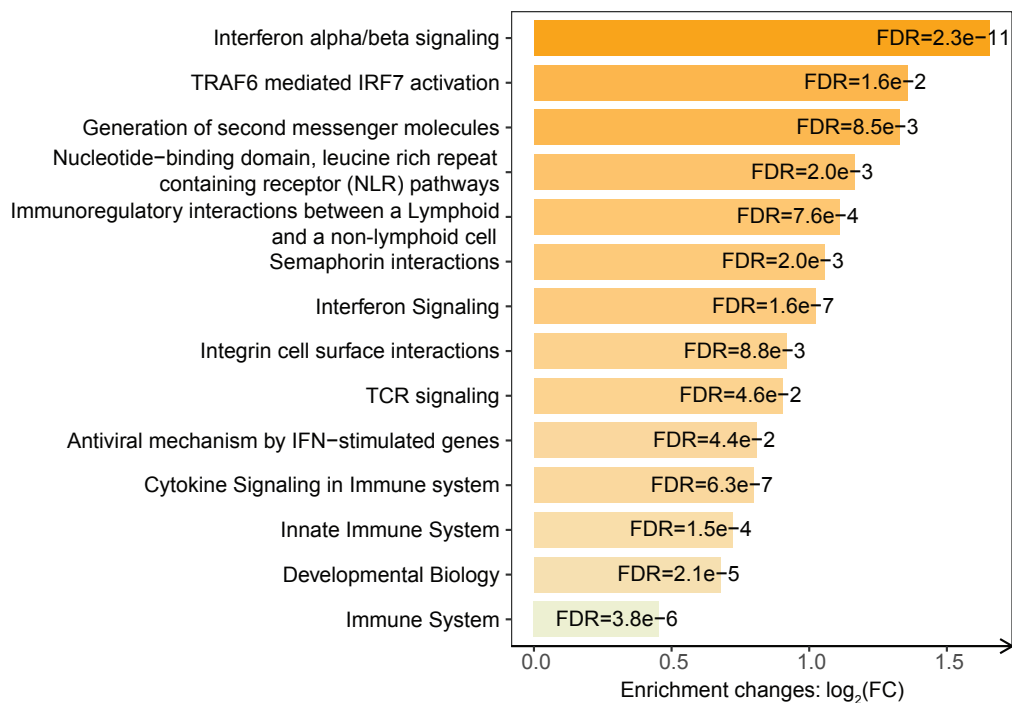 Interferon alpha/beta signaling
FDR=2.3e−11
TRAF6 mediated IRF7 activation
FDR=1.6e−2
Generation of second messenger molecules
FDR=8.5e−3
Nucleotide−binding domain, leucine rich repeat
containing receptor (NLR) pathways
FDR=2.0e−3
Immunoregulatory interactions between a Lymphoid
and a non-lymphoid cell
FDR=7.6e−4
Semaphorin interactions
FDR=2.0e−3
Interferon Signaling
FDR=1.6e−7
Integrin cell surface interactions
FDR=8.8e−3
TCR signaling
FDR=4.6e−2
Antiviral mechanism by IFN−stimulated genes
FDR=4.4e−2
Cytokine Signaling in Immune system
FDR=6.3e−7
Innate Immune System
FDR=1.5e−4
Developmental Biology
FDR=2.1e−5
Immune System
FDR=3.8e−6
0.0 0.5 1.0 1.5
Enrichment changes: log₂(FC)